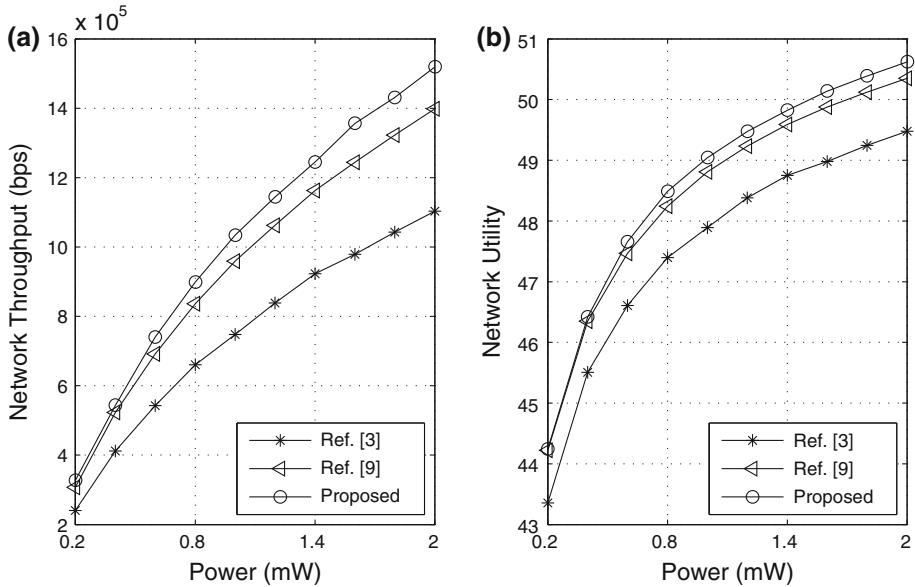 (a)
× 10⁵
Network Throughput (bps)
16
14
12
10
8
6
4
2
0.2
0.8
1.4
2
Power (mW)
Ref. [3]
Ref. [9]
Proposed
(b)
Network Utility
51
50
49
48
47
46
45
44
43
0.2
0.8
1.4
2
Power (mW)
Ref. [3]
Ref. [9]
Proposed